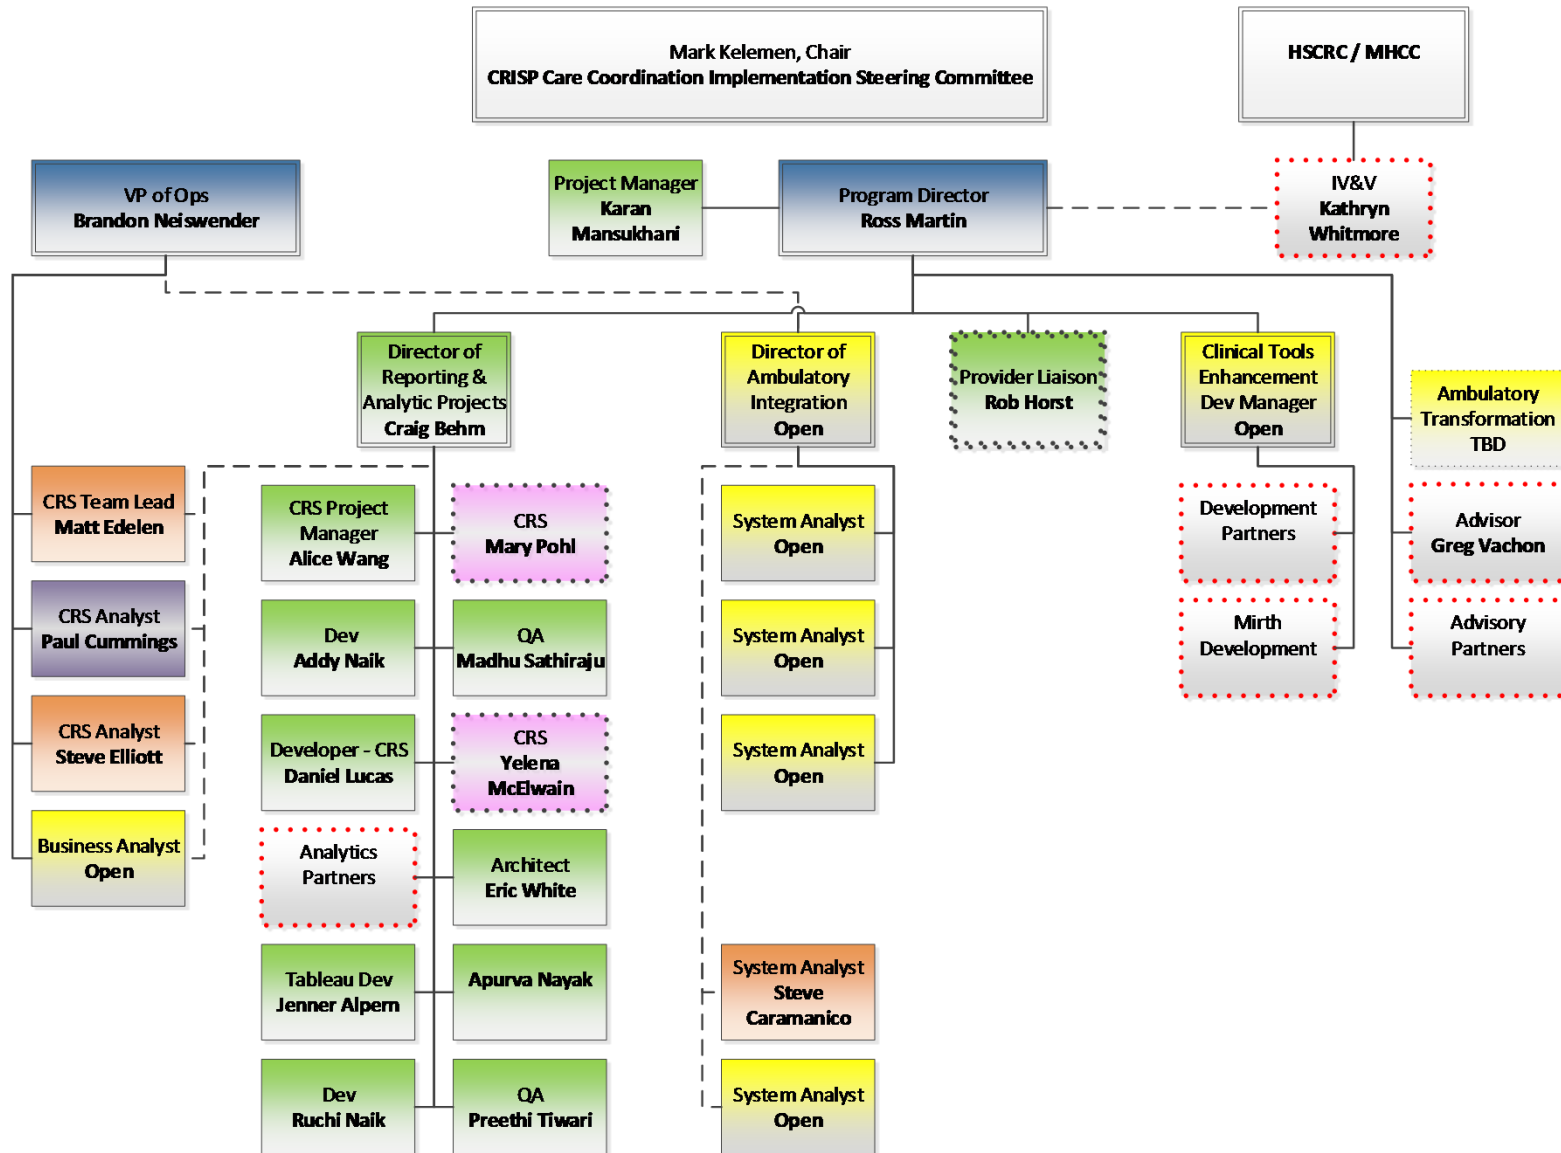 Mark Kelemen, Chair
CRISP Care Coordination Implementation Steering Committee
HSCRC / MHCC
VP of Ops
Brandon Neiswender
Project Manager
Karan
Mansukhani
Program Director
Ross Martin
IV&V
Kathryn
Whitmore
Director of
Reporting &
Analytic Projects
Craig Behm
Director of
Ambulatory
Integration
Open
Provider Liaison
Rob Horst
Clinical Tools
Enhancement
Dev Manager
Open
Ambulatory
Transformation
TBD
CRS Team Lead
Matt Edelen
CRS Project
Manager
Alice Wang
CRS
Mary Pohl
System Analyst
Open
Development
Partners
Advisor
Greg Vachon
CRS Analyst
Paul Cummings
Dev
Addy Naik
QA
Madhu Sathiraju
System Analyst
Open
Mirth
Development
Advisory
Partners
CRS Analyst
Steve Elliott
Developer - CRS
Daniel Lucas
CRS
Yelena
McElwain
System Analyst
Open
Business Analyst
Open
Analytics
Partners
Architect
Eric White
Tableau Dev
Jenner Alpern
Apurva Nayak
System Analyst
Steve
Caramanico
Dev
Ruchi Naik
QA
Preethi Tiwari
System Analyst
Open